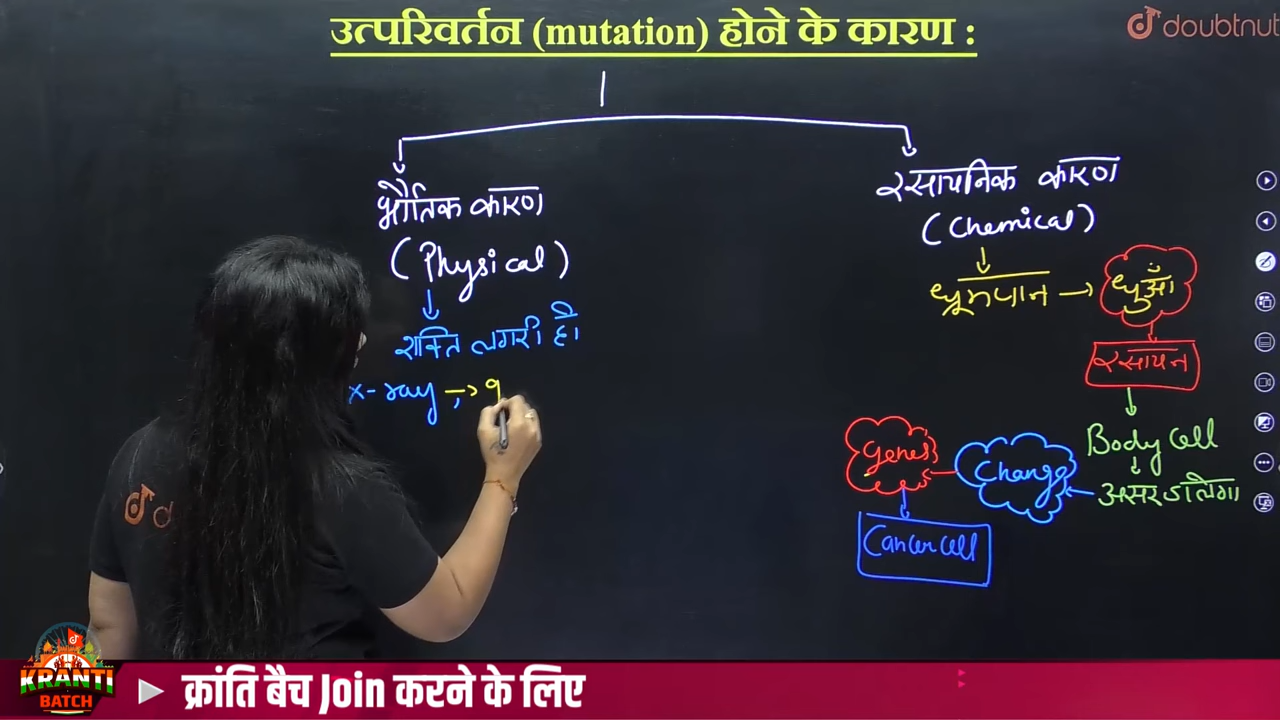 उत्परिवर्तन (mutation) होने के कारण :
doubtnut
भौतिक कारण
(Physical)
शक्ति लगती है।
x-ray, → g
रसायनिक कारण
(Chemical)
धूम्रपान → धुआँ
रसायन
Body Cell
असर डालेगा
Change
Genes
Cancer cell
KRANTI
BATCH
क्रांति बैच Join करने के लिए